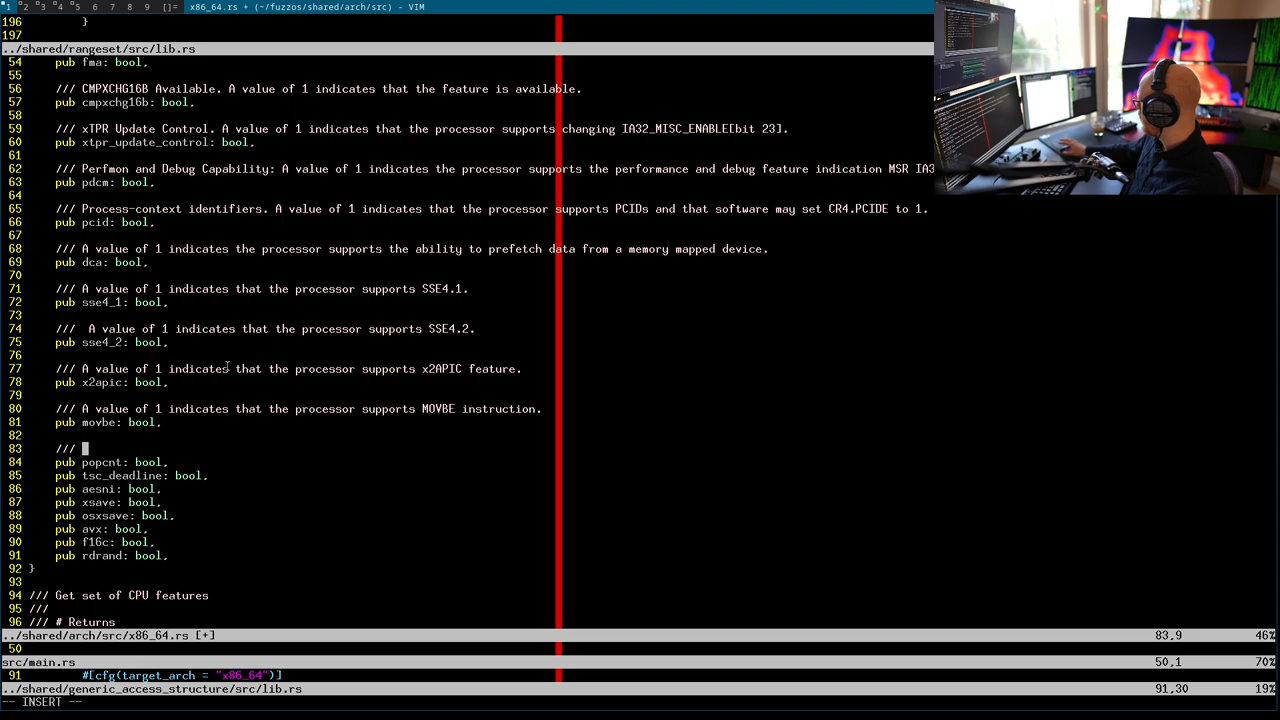 1 2 3 4 5 6 7 8 9 []= x86_64.rs + (~/fuzzos/shared/arch/src) - VIM
196         }
197
../shared/rangeset/src/lib.rs
54     pub fma: bool,
55
56     /// CMPXCHG16B Available. A value of 1 indicates that the feature is available.
57     pub cmpxchg16b: bool,
58
59     /// xTPR Update Control. A value of 1 indicates that the processor supports changing IA32_MISC_ENABLE[bit 23].
60     pub xtpr_update_control: bool,
61
62     /// Perfmon and Debug Capability: A value of 1 indicates that the processor supports the performance and debug feature indication MSR IA3
63     pub pdcm: bool,
64
65     /// Process-context identifiers. A value of 1 indicates that the processor supports PCIDs and that software may set CR4.PCIDE to 1.
66     pub pcid: bool,
67
68     /// A value of 1 indicates the processor supports the ability to prefetch data from a memory mapped device.
69     pub dca: bool,
70
71     /// A value of 1 indicates that the processor supports SSE4.1.
72     pub sse4_1: bool,
73
74     ///  A value of 1 indicates that the processor supports SSE4.2.
75     pub sse4_2: bool,
76
77     /// A value of 1 indicates that the processor supports x2APIC feature.
78     pub x2apic: bool,
79
80     /// A value of 1 indicates that the processor supports MOVBE instruction.
81     pub movbe: bool,
82
83     ///
84     pub popcnt: bool,
85     pub tsc_deadline: bool,
86     pub aesni: bool,
87     pub xsave: bool,
88     pub osxsave: bool,
89     pub avx: bool,
90     pub f16c: bool,
91     pub rdrand: bool,
92 }
93
94 /// Get set of CPU features
95 ///
96 /// # Returns
../shared/arch/src/x86_64.rs [+] 83,9 46%
50
src/main.rs 50,1 70%
91         #[cfg(target_arch = "x86_64")]
../shared/generic_access_structure/src/lib.rs 91,30 19%
-- INSERT --